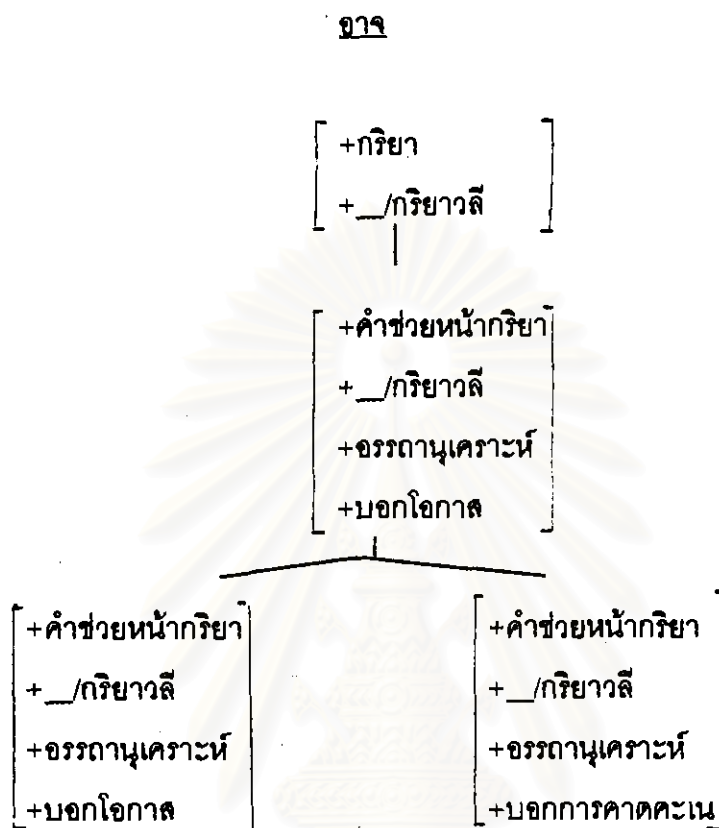 อาจ
+กริยา
+__/กริยาวลี
+คำช่วยหน้ากริยา
+__/กริยาวลี
+อรรถานุเคราะห์
+บอกโอกาส
+คำช่วยหน้ากริยา
+__/กริยาวลี
+อรรถานุเคราะห์
+บอกโอกาส
+คำช่วยหน้ากริยา
+__/กริยาวลี
+อรรถานุเคราะห์
+บอกการคาดคะเน